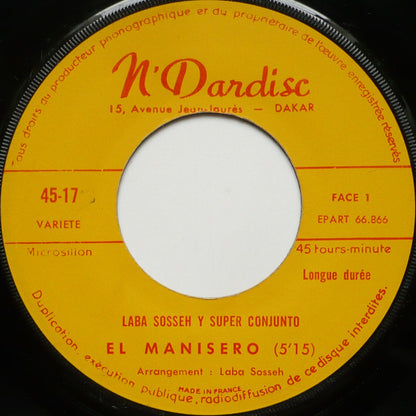 Tous droits du producteur phonographique et du propriétaire de l'œuvre enregistrée réservés
N'Dardisc
15, Avenue Jean-Jaurès — DAKAR
45-17
VARIETE
FACE 1
EPART 66.866
Microsillon
45 tours-minute
Longue durée
LABA SOSSEH Y SUPER CONJUNTO
EL MANISERO (5'15)
Arrangement : Laba Sosseh
MADE IN FRANCE
Duplication, exécution publique, radiodiffusion de ce disque interdites.